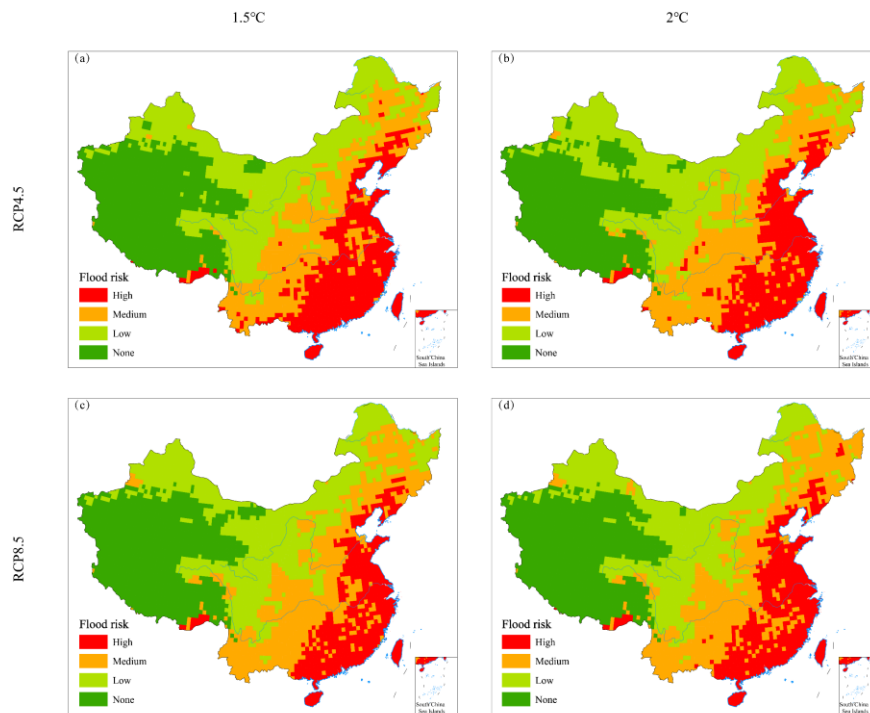 1.5℃
2℃
RCP4.5
(a)
Flood risk
High
Medium
Low
None
South China
Sea Islands
(b)
Flood risk
High
Medium
Low
None
South China
Sea Islands
RCP8.5
(c)
Flood risk
High
Medium
Low
None
South China
Sea Islands
(d)
Flood risk
High
Medium
Low
None
South China
Sea Islands